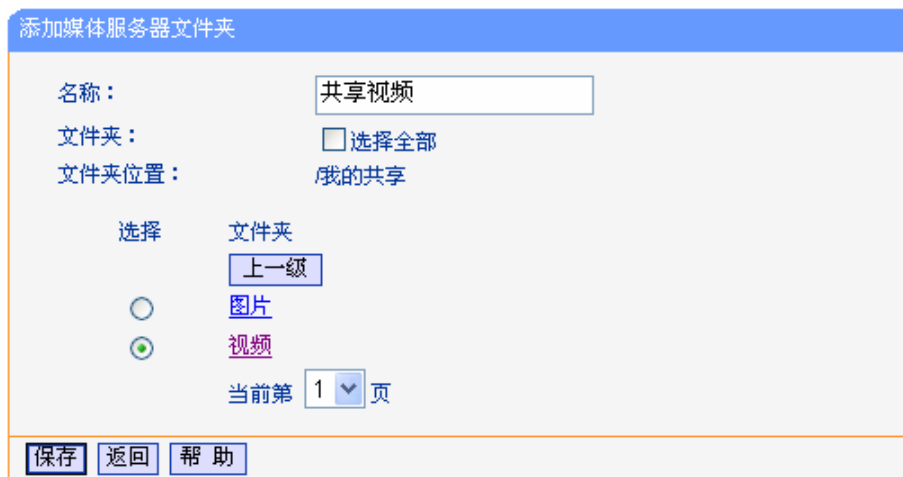 添加媒体服务器文件夹
名称： 共享视频
文件夹： 选择全部
文件夹位置： /我的共享
选择 文件夹
上一级
图片
视频
当前第 1 页
保存 返回 帮 助